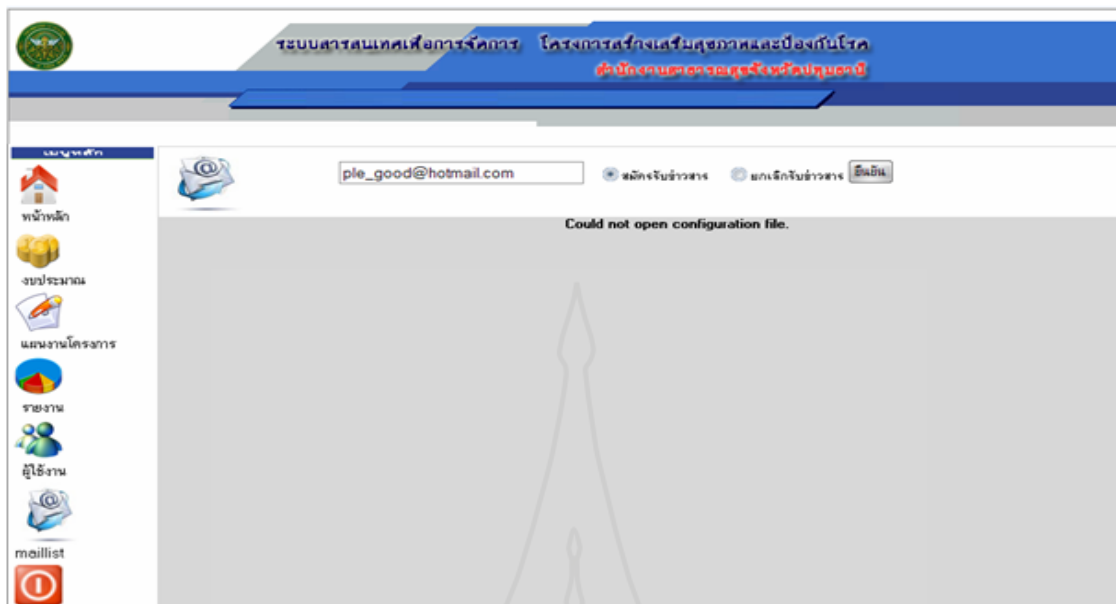 ระบบสารสนเทศเพื่อการจัดการ โครงการสร้างเสริมสุขภาพและป้องกันโรค
สำนักงานสาธารณสุขจังหวัดปทุมธานี
เมนูหลัก
ple_good@hotmail.com สมัครรับข่าวสาร ยกเลิกรับข่าวสาร ยืนยัน
Could not open configuration file.
หน้าหลัก
งบประมาณ
แผนงานโครงการ
รายงาน
ผู้ใช้งาน
maillist